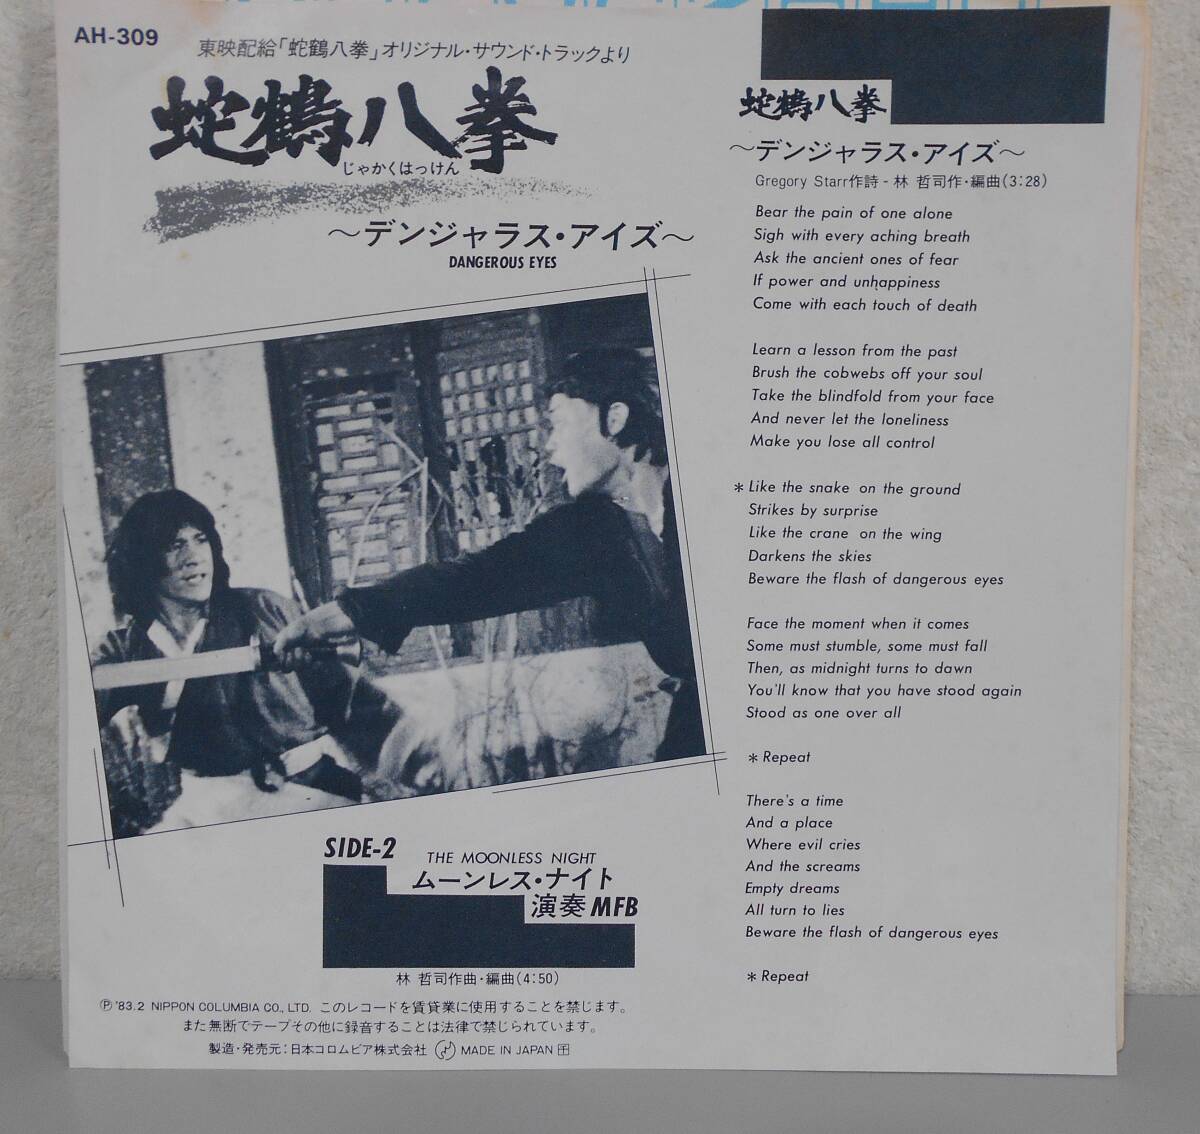 AH-309
東映配給「蛇鶴八拳」オリジナル・サウンド・トラックより
蛇鶴八拳
じゃかくはっけん
〜デンジャラス・アイズ〜
DANGEROUS EYES
SIDE-2
THE MOONLESS NIGHT
ムーンレス・ナイト
演奏 MFB
林 哲司作曲・編曲(4:50)
Ⓟ '83.2 NIPPON COLUMBIA CO., LTD. このレコードを賃貸業に使用することを禁じます。
また無断でテープその他に録音することは法律で禁じられています。
製造・発売元:日本コロムビア株式会社 MADE IN JAPAN
蛇鶴八拳
〜デンジャラス・アイズ〜
Gregory Starr作詩 - 林 哲司作・編曲(3:28)
Bear the pain of one alone
Sigh with every aching breath
Ask the ancient ones of fear
If power and unhappiness
Come with each touch of death
Learn a lesson from the past
Brush the cobwebs off your soul
Take the blindfold from your face
And never let the loneliness
Make you lose all control
* Like the snake on the ground
Strikes by surprise
Like the crane on the wing
Darkens the skies
Beware the flash of dangerous eyes
Face the moment when it comes
Some must stumble, some must fall
Then, as midnight turns to dawn
You'll know that you have stood again
Stood as one over all
* Repeat
There's a time
And a place
Where evil cries
And the screams
Empty dreams
All turn to lies
Beware the flash of dangerous eyes
* Repeat